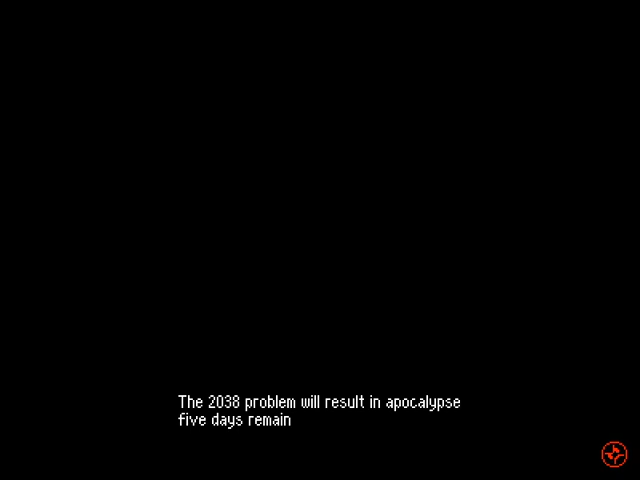 The 2038 problem will result in apocalypse
five days remain